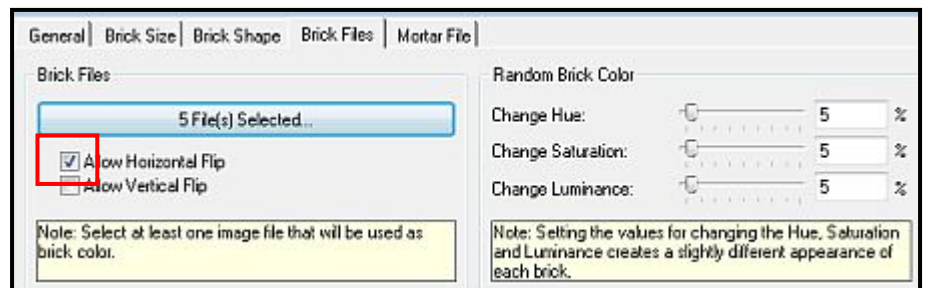 General Brick Size Brick Shape Brick Files Mortar File
Brick Files
5 File(s) Selected...
Allow Horizontal Flip
Allow Vertical Flip
Note: Select at least one image file that will be used as
brick color.
Random Brick Color
Change Hue: 5 %
Change Saturation: 5 %
Change Luminance: 5 %
Note: Setting the values for changing the Hue, Saturation
and Luminance creates a slightly different appearance of
each brick.